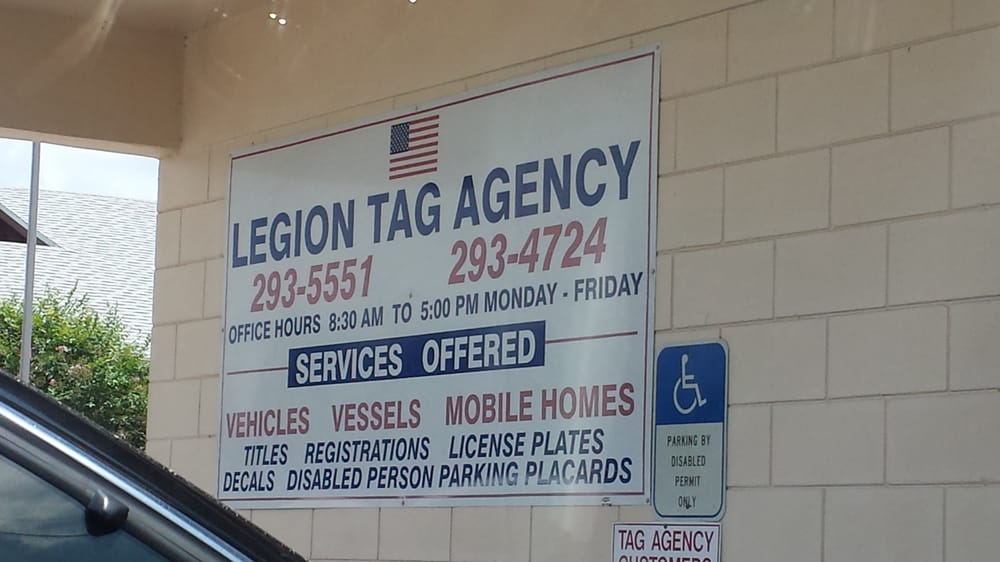 LEGION TAG AGENCY
293-5551 293-4724
OFFICE HOURS 8:30 AM TO 5:00 PM MONDAY - FRIDAY
SERVICES OFFERED
VEHICLES VESSELS MOBILE HOMES
TITLES REGISTRATIONS LICENSE PLATES
DECALS DISABLED PERSON PARKING PLACARDS
PARKING BY
DISABLED
PERMIT
ONLY
TAG AGENCY
CUSTOMERS